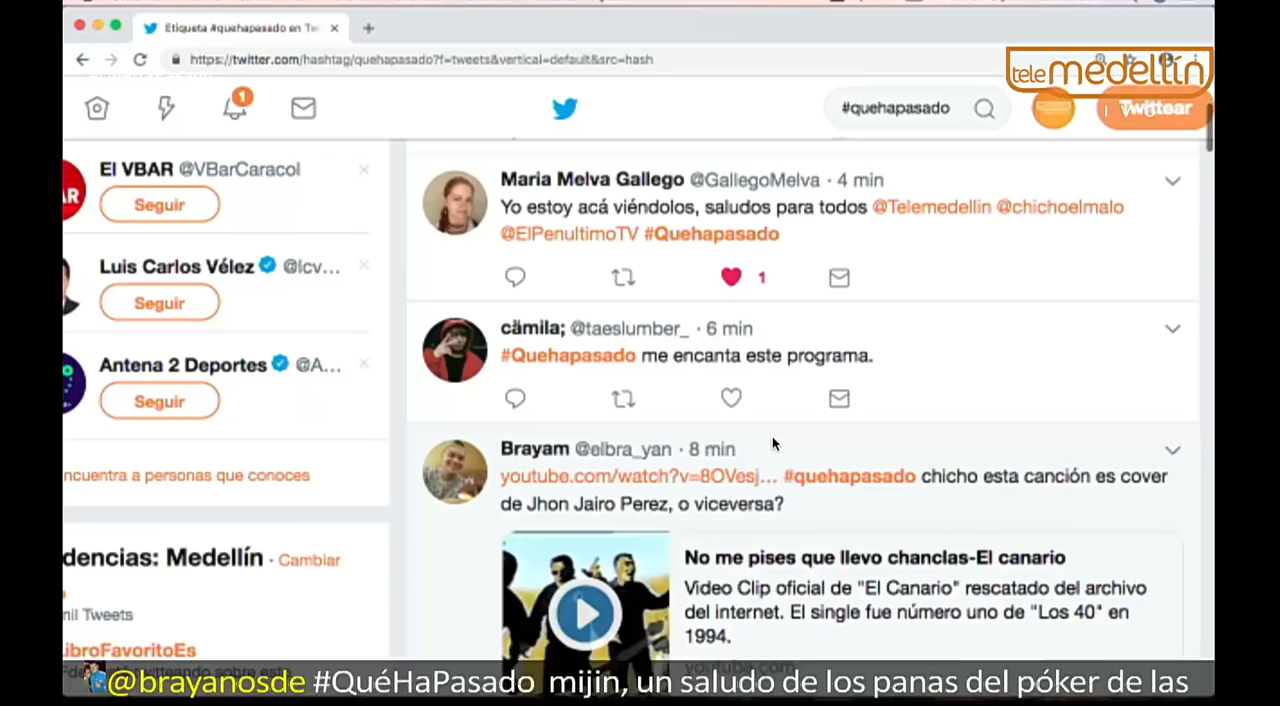 Etiqueta #quehapasado en Tw
https://twitter.com/hashtag/quehapasado?f=tweets&vertical=default&src=hash
tele medellín
1
#quehapasado
Twittear
El VBAR @VBarCaracol
Seguir
Luis Carlos Vélez @lcv...
Seguir
Antena 2 Deportes @A...
Seguir
ncuentra a personas que conoces
dencias: Medellín · Cambiar
mil Tweets
LibroFavoritoEs
Maria Melva Gallego @GallegoMelva · 4 min
Yo estoy acá viéndolos, saludos para todos @Telemedellin @chichoelmalo
@ElPenultimoTV #Quehapasado
1
cämila; @taeslumber_ · 6 min
#Quehapasado me encanta este programa.
Brayam @elbra_yan · 8 min
youtube.com/watch?v=8OVesj... #quehapasado chicho esta canción es cover
de Jhon Jairo Perez, o viceversa?
No me pises que llevo chanclas-El canario
Video Clip oficial de "El Canario" rescatado del archivo
del internet. El single fue número uno de "Los 40" en
1994.
youtube.com
@brayanosde #QuéHaPasado mijin, un saludo de los panas del póker de las